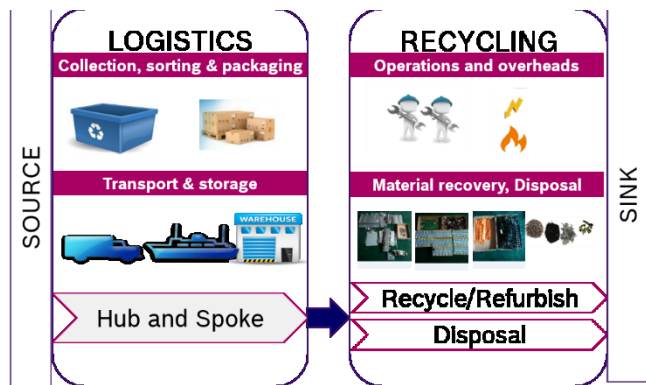 SOURCE
LOGISTICS
Collection, sorting & packaging
Transport & storage
WAREHOUSE
Hub and Spoke
RECYCLING
Operations and overheads
Material recovery, Disposal
Recycle/Refurbish
Disposal
SINK